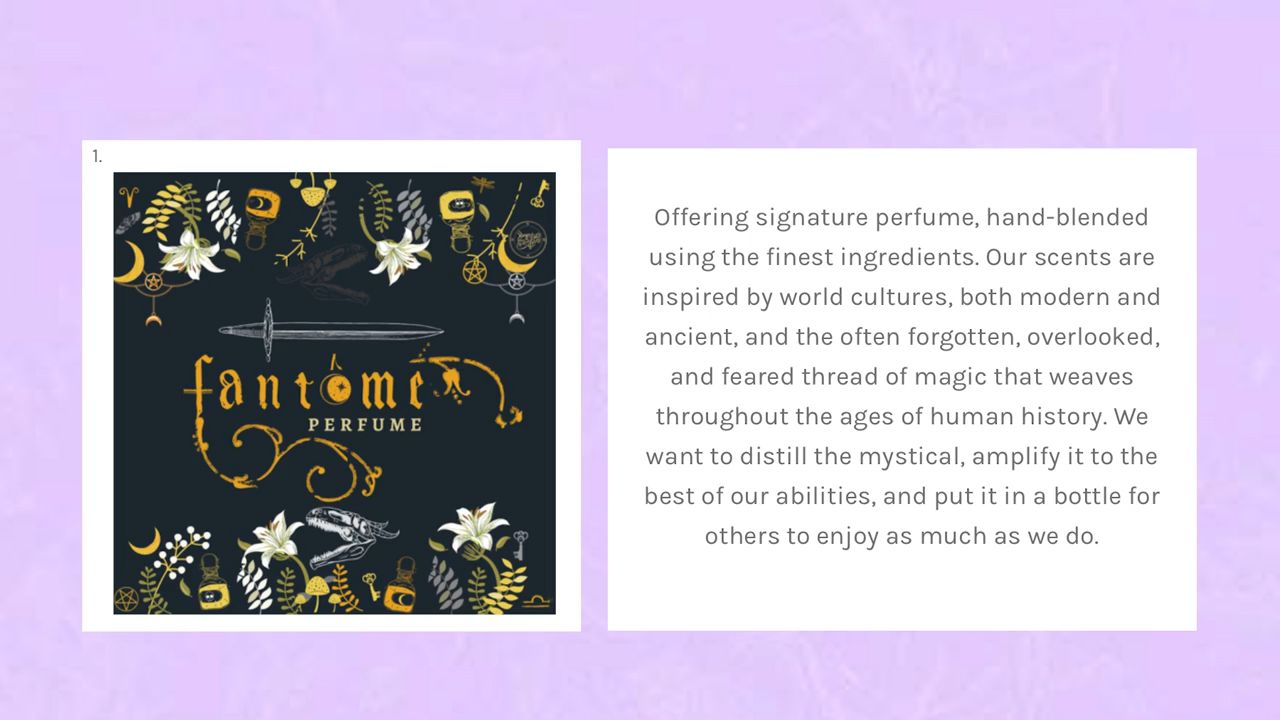 1.
fantôme
PERFUME
Offering signature perfume, hand-blended
using the finest ingredients. Our scents are
inspired by world cultures, both modern and
ancient, and the often forgotten, overlooked,
and feared thread of magic that weaves
throughout the ages of human history. We
want to distill the mystical, amplify it to the
best of our abilities, and put it in a bottle for
others to enjoy as much as we do.